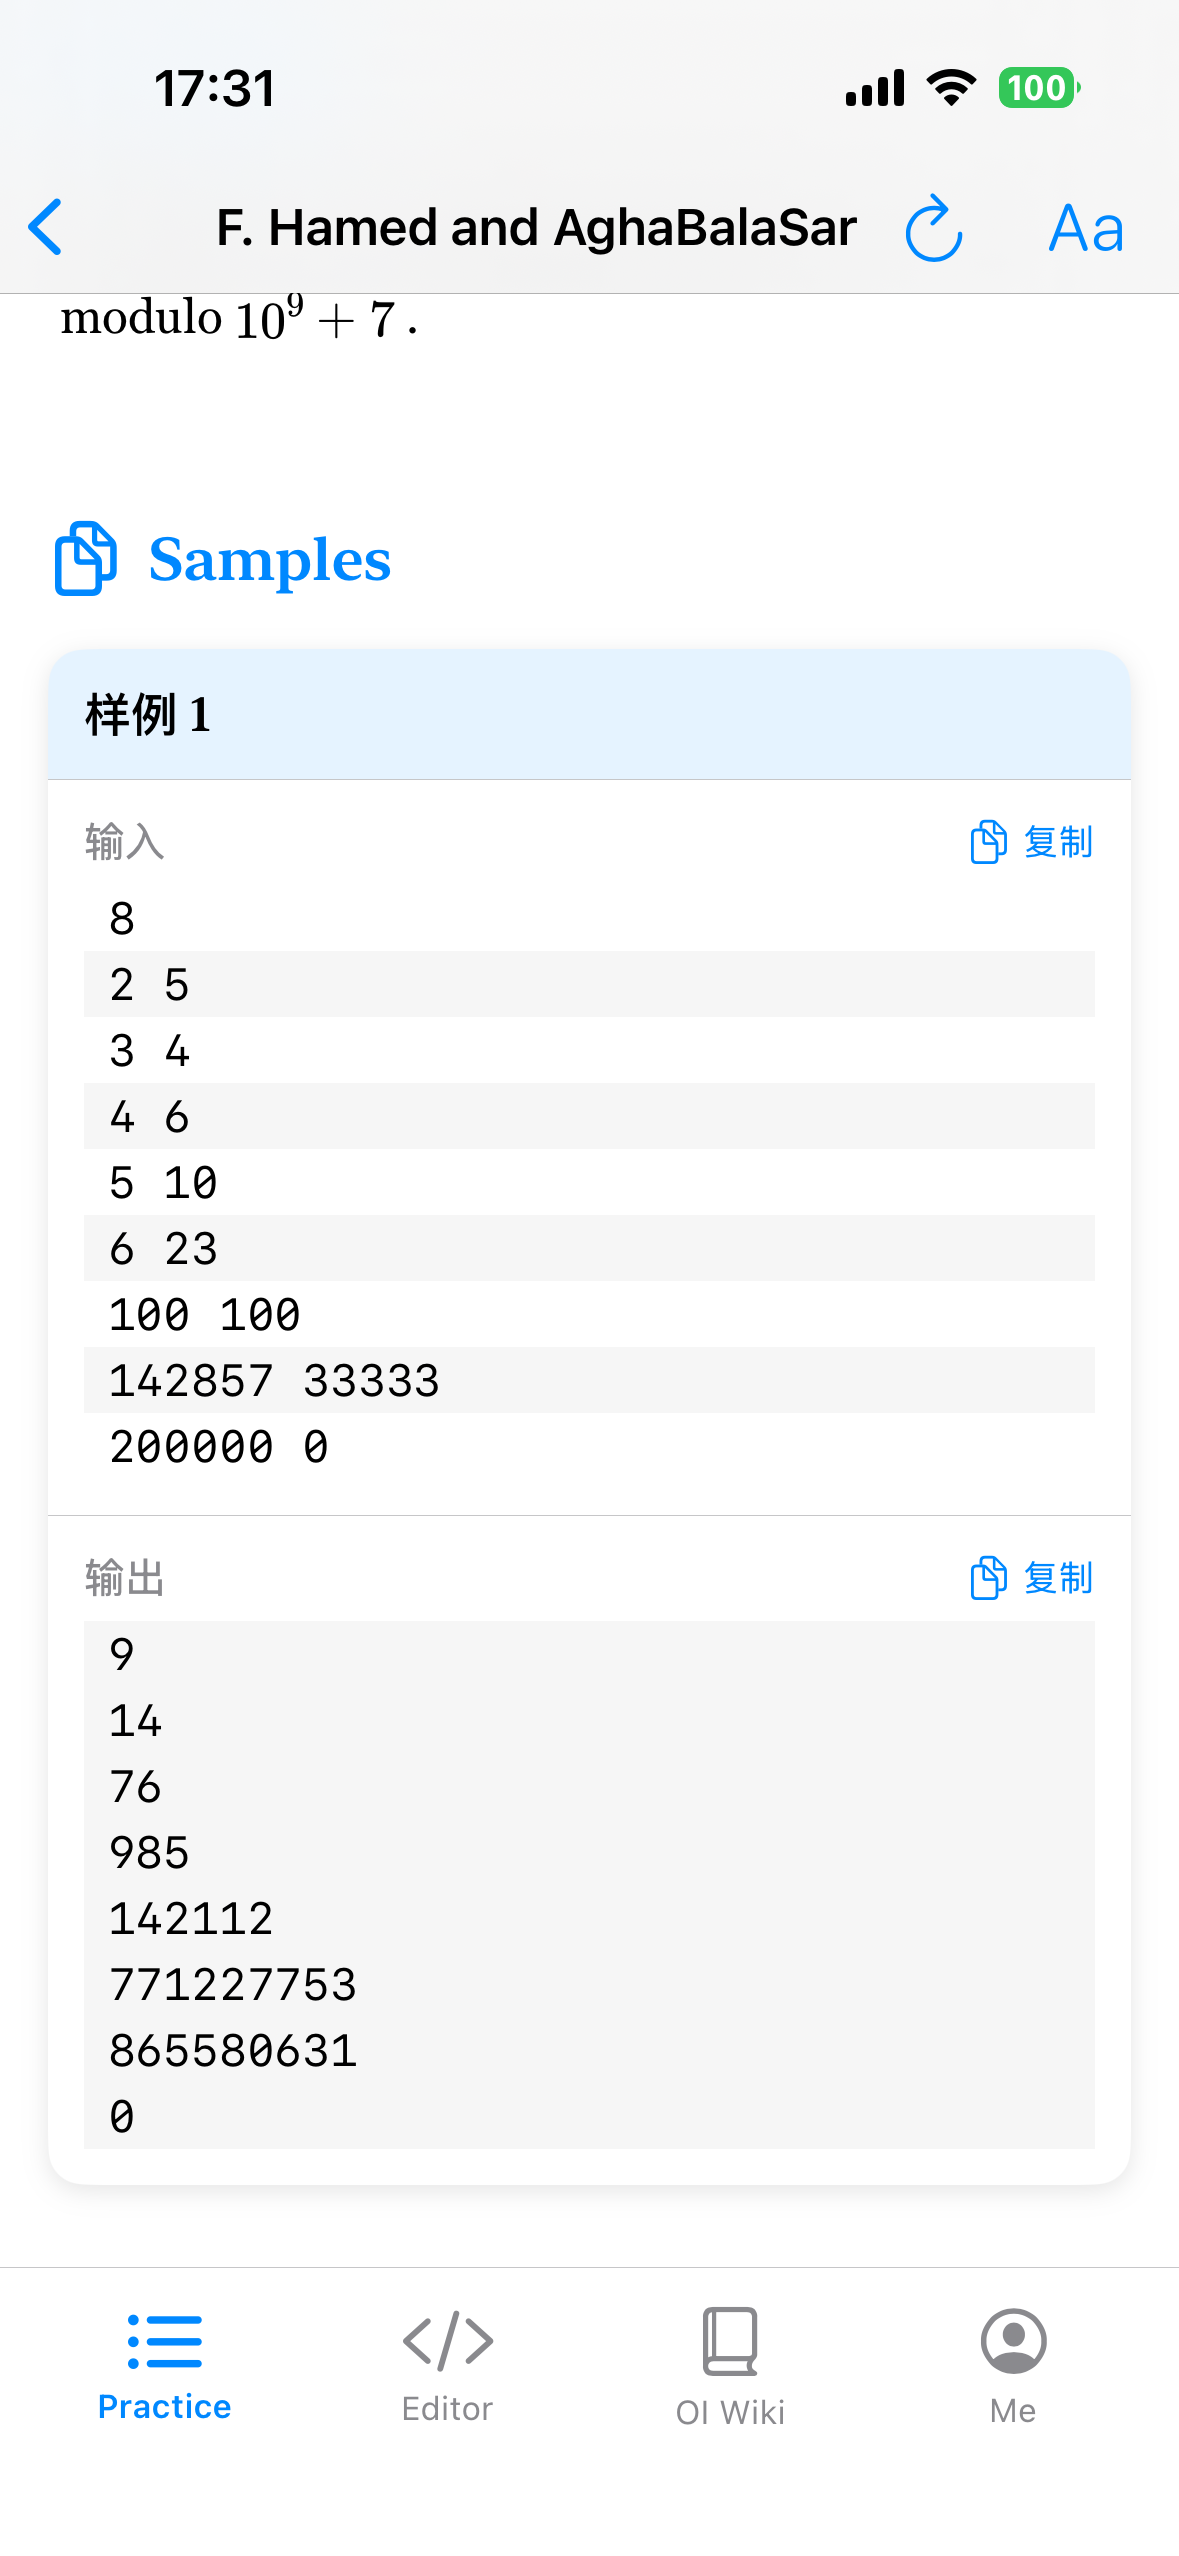 17:31
100
F. Hamed and AghaBalaSar
Aa
modulo 10⁹ + 7 .
Samples
样例 1
输入
复制
8
2 5
3 4
4 6
5 10
6 23
100 100
142857 33333
200000 0
输出
复制
9
14
76
985
142112
771227753
865580631
0
Practice
Editor
OI Wiki
Me